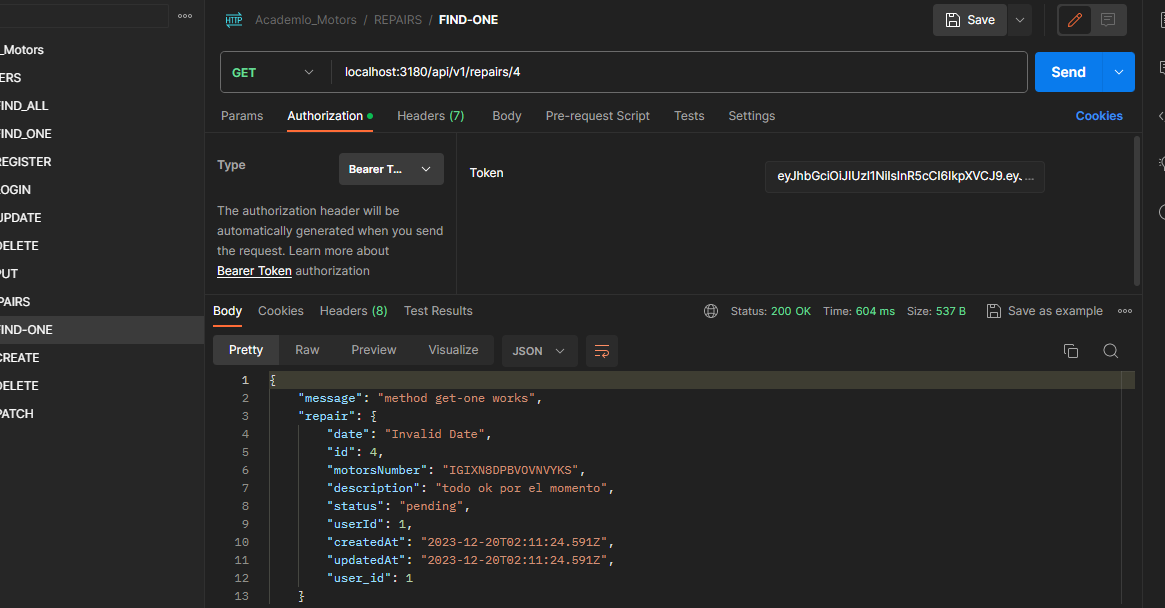 Academlo_Motors / REPAIRS / FIND-ONE
Save
_Motors
ERS
IND_ALL
IND_ONE
REGISTER
OGIN
UPDATE
DELETE
PUT
PAIRS
FIND-ONE
CREATE
DELETE
PATCH
GET
localhost:3180/api/v1/repairs/4
Send
Params
Authorization
Headers (7)
Body
Pre-request Script
Tests
Settings
Cookies
Type
Bearer T...
The authorization header will be
automatically generated when you send
the request. Learn more about
Bearer Token authorization
Token
eyJhbGciOiJIUzI1NiIsInR5cCI6IkpXVCJ9.eyJ...
Body
Cookies
Headers (8)
Test Results
Status: 200 OK
Time: 604 ms
Size: 537 B
Save as example
Pretty
Raw
Preview
Visualize
JSON
1 {
2 "message": "method get-one works",
3 "repair": {
4 "date": "Invalid Date",
5 "id": 4,
6 "motorsNumber": "IGIXN8DPBVOVNVYKS",
7 "description": "todo ok por el momento",
8 "status": "pending",
9 "userId": 1,
10 "createdAt": "2023-12-20T02:11:24.591Z",
11 "updatedAt": "2023-12-20T02:11:24.591Z",
12 "user_id": 1
13 }